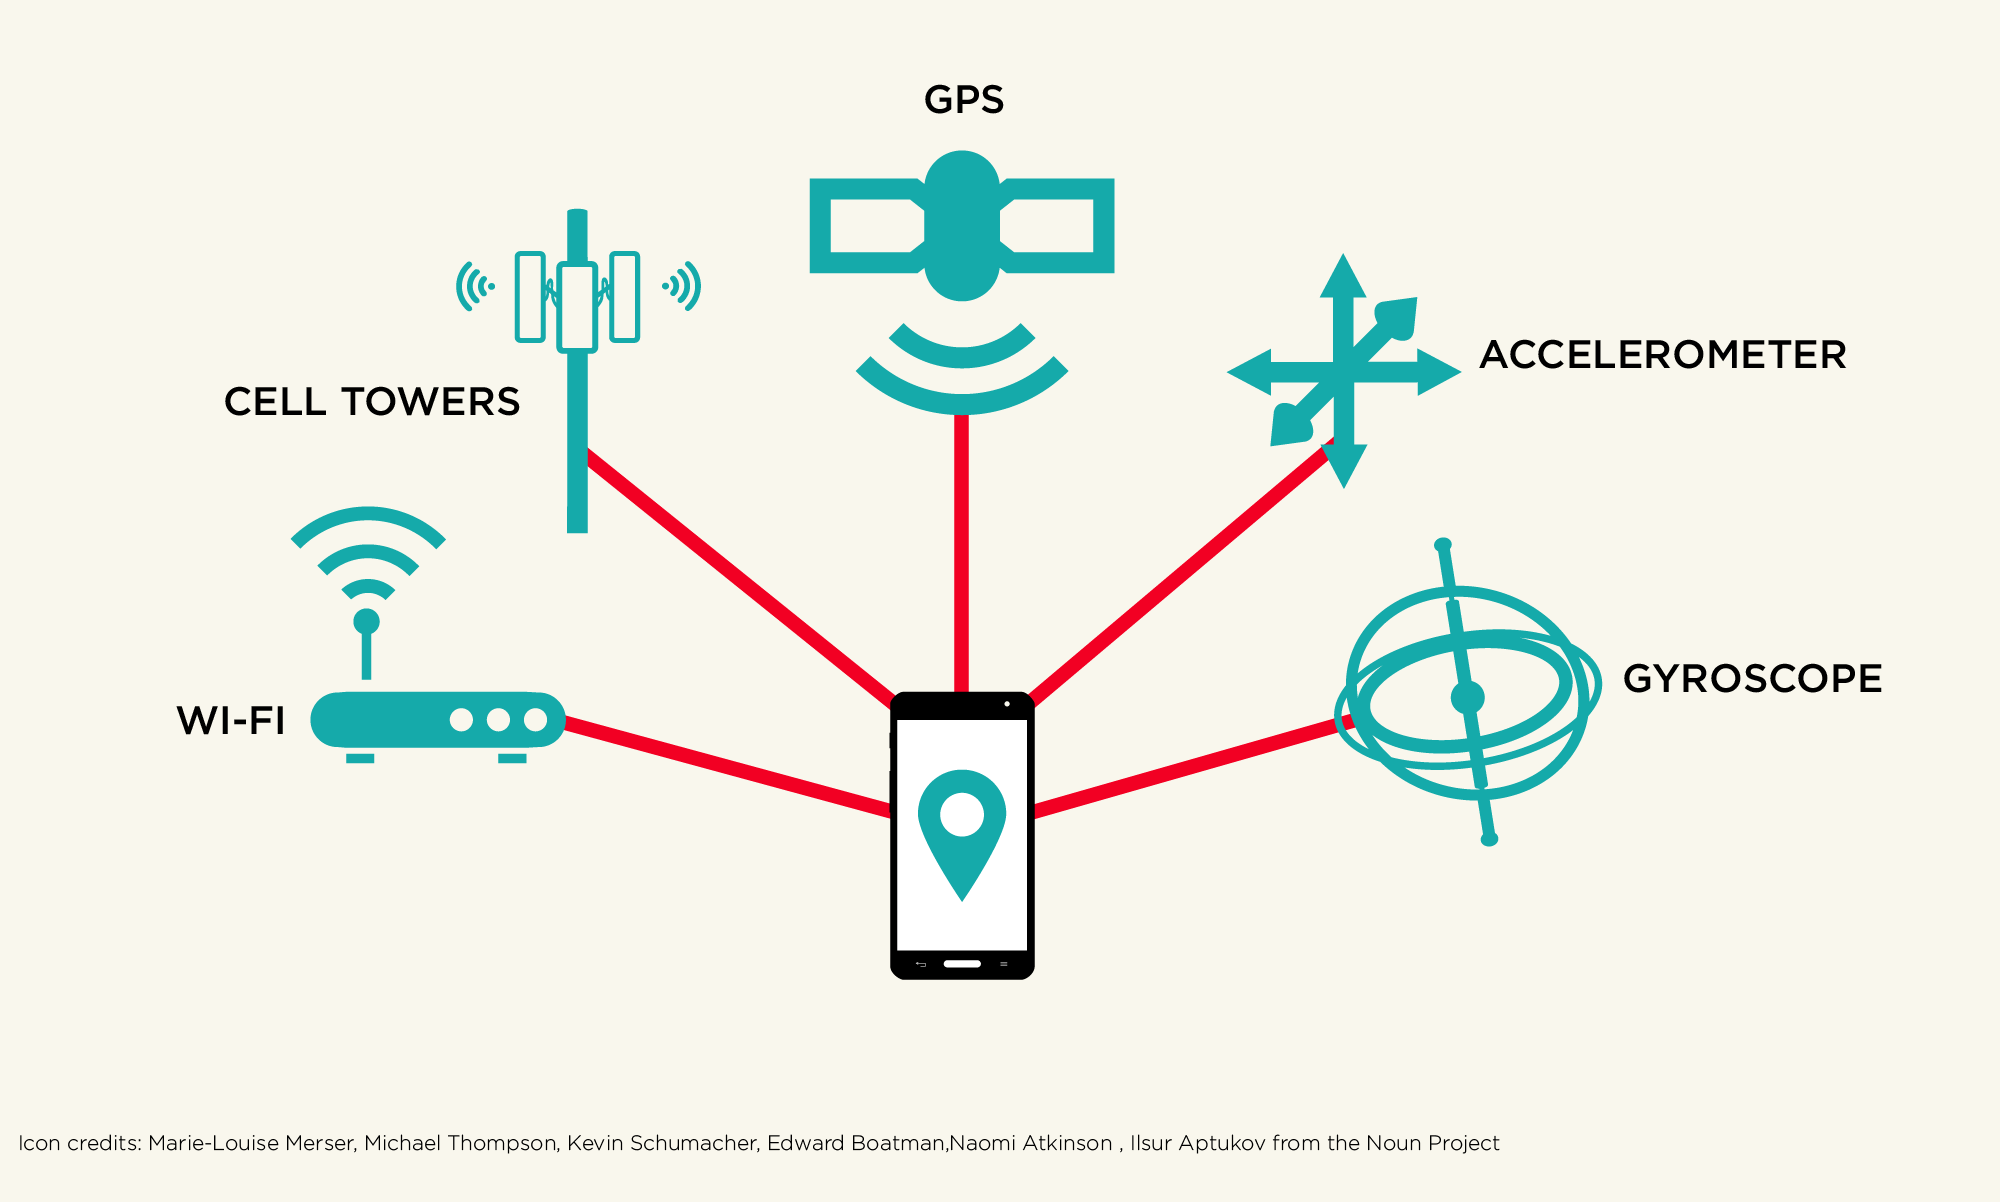 GPS
CELL TOWERS
ACCELEROMETER
WI-FI
GYROSCOPE
Icon credits: Marie-Louise Merser, Michael Thompson, Kevin Schumacher, Edward Boatman,Naomi Atkinson , Ilsur Aptukov from the Noun Project